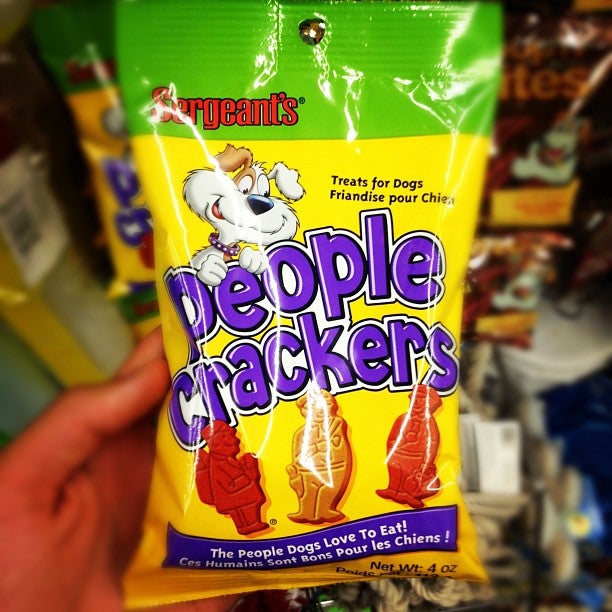 Sergeant's®
Treats for Dogs
Friandise pour Chien
people
crackers
®
The People Dogs Love To Eat!
Ces Humains Sont Bons Pour les Chiens !
Net Wt. 4 OZ
Poids